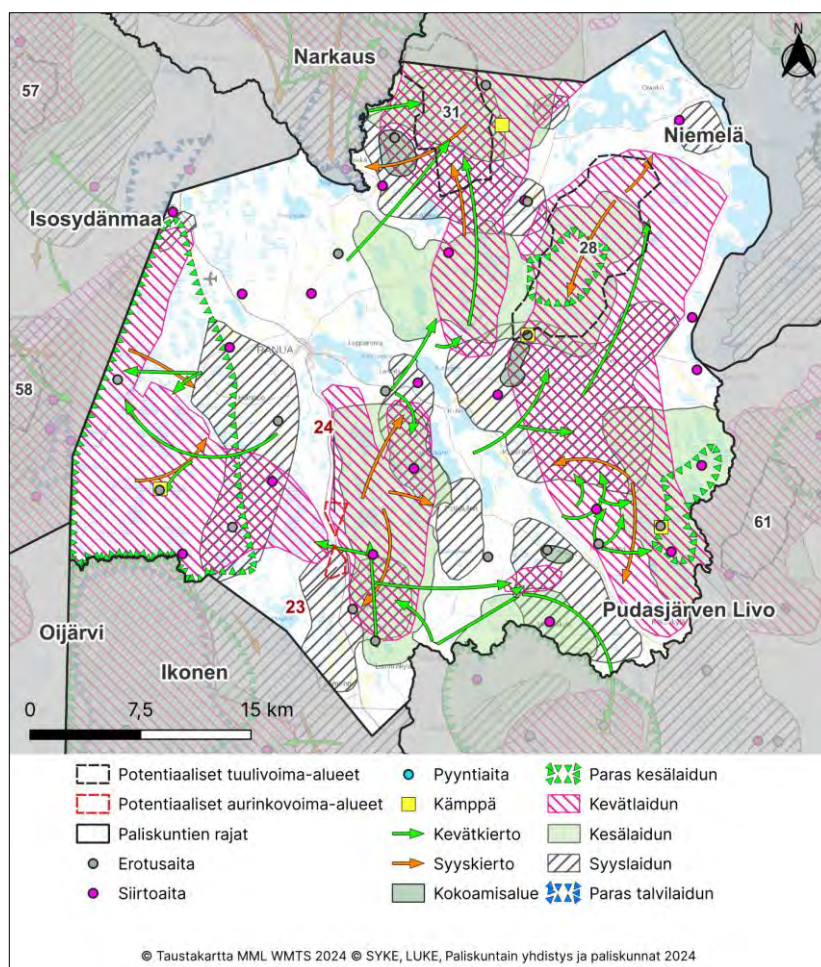 Narkaus
N
57
31
Niemelä
Isosydänmaa
28
RANUA
58
24
61
23
Pudasjärven Livo
Oijärvi
Ikonen
0 7,5 15 km
Potentiaaliset tuulivoima-alueet
Potentiaaliset aurinkovoima-alueet
Paliskuntien rajat
Erotusaita
Siirtoaita
Pyyntiaita
Kämppä
Kevätkierto
Syyskierto
Kokoamisalue
Paras kesälaidun
Kevätlaidun
Kesälaidun
Syyslaidun
Paras talvilaidun
© Taustakartta MML WMTS 2024 © SYKE, LUKE, Paliskuntain yhdistys ja paliskunnat 2024